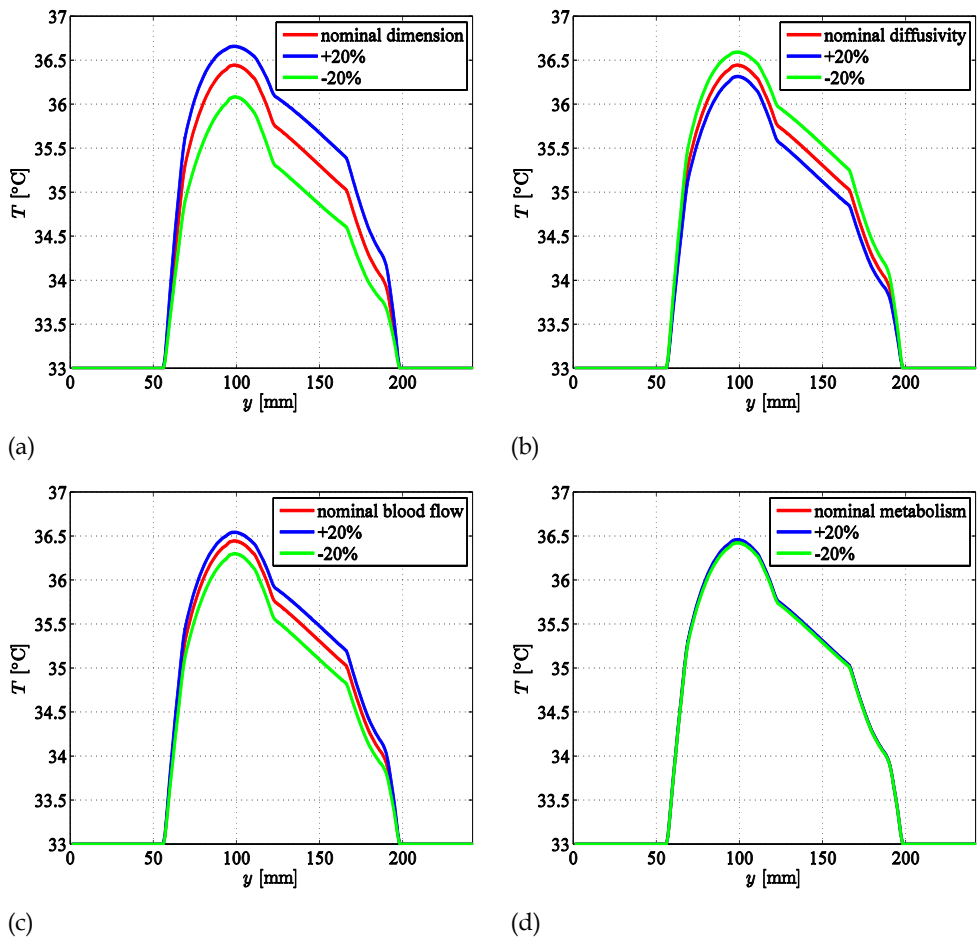 37
36.5
36
35.5
35
34.5
34
33.5
33
T [°C]
0 50 100 150 200
y [mm]
nominal dimension
+20%
-20%
(a)
37
36.5
36
35.5
35
34.5
34
33.5
33
T [°C]
0 50 100 150 200
y [mm]
nominal diffusivity
+20%
-20%
(b)
37
36.5
36
35.5
35
34.5
34
33.5
33
T [°C]
0 50 100 150 200
y [mm]
nominal blood flow
+20%
-20%
(c)
37
36.5
36
35.5
35
34.5
34
33.5
33
T [°C]
0 50 100 150 200
y [mm]
nominal metabolism
+20%
-20%
(d)